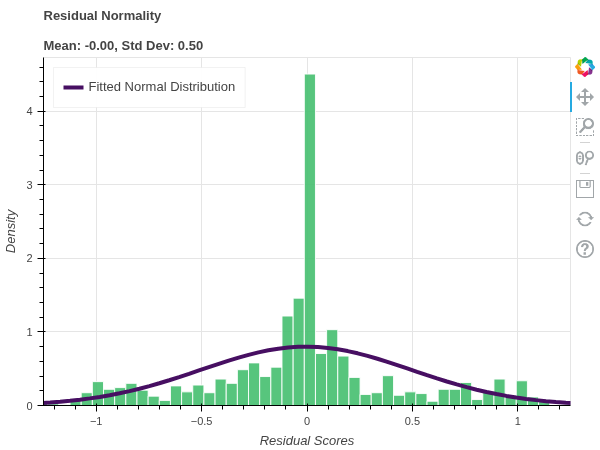 Residual Normality
Mean: -0.00, Std Dev: 0.50
Fitted Normal Distribution
4
3
2
1
0
Density
−1
−0.5
0
0.5
1
Residual Scores